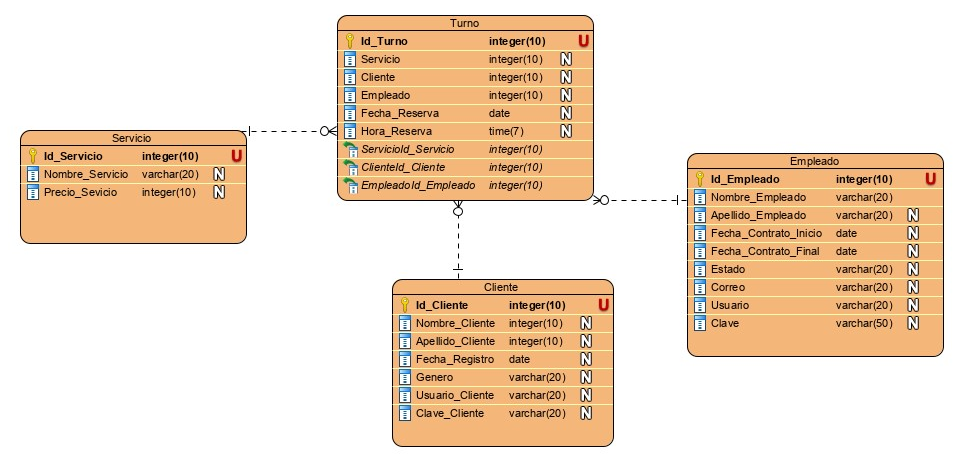 Turno
Id_Turno integer(10) U
Servicio integer(10) N
Cliente integer(10) N
Empleado integer(10) N
Fecha_Reserva date N
Hora_Reserva time(7) N
ServicioId_Servicio integer(10)
ClienteId_Cliente integer(10)
EmpleadoId_Empleado integer(10)
Servicio
Id_Servicio integer(10) U
Nombre_Servicio varchar(20) N
Precio_Sevicio integer(10) N
Empleado
Id_Empleado integer(10) U
Nombre_Empleado varchar(20)
Apellido_Empleado varchar(20) N
Fecha_Contrato_Inicio date N
Fecha_Contrato_Final date N
Estado varchar(20) N
Correo varchar(20) N
Usuario varchar(20) N
Clave varchar(50) N
Cliente
Id_Cliente integer(10) U
Nombre_Cliente integer(10) N
Apellido_Cliente integer(10) N
Fecha_Registro date N
Genero varchar(20) N
Usuario_Cliente varchar(20) N
Clave_Cliente varchar(20) N